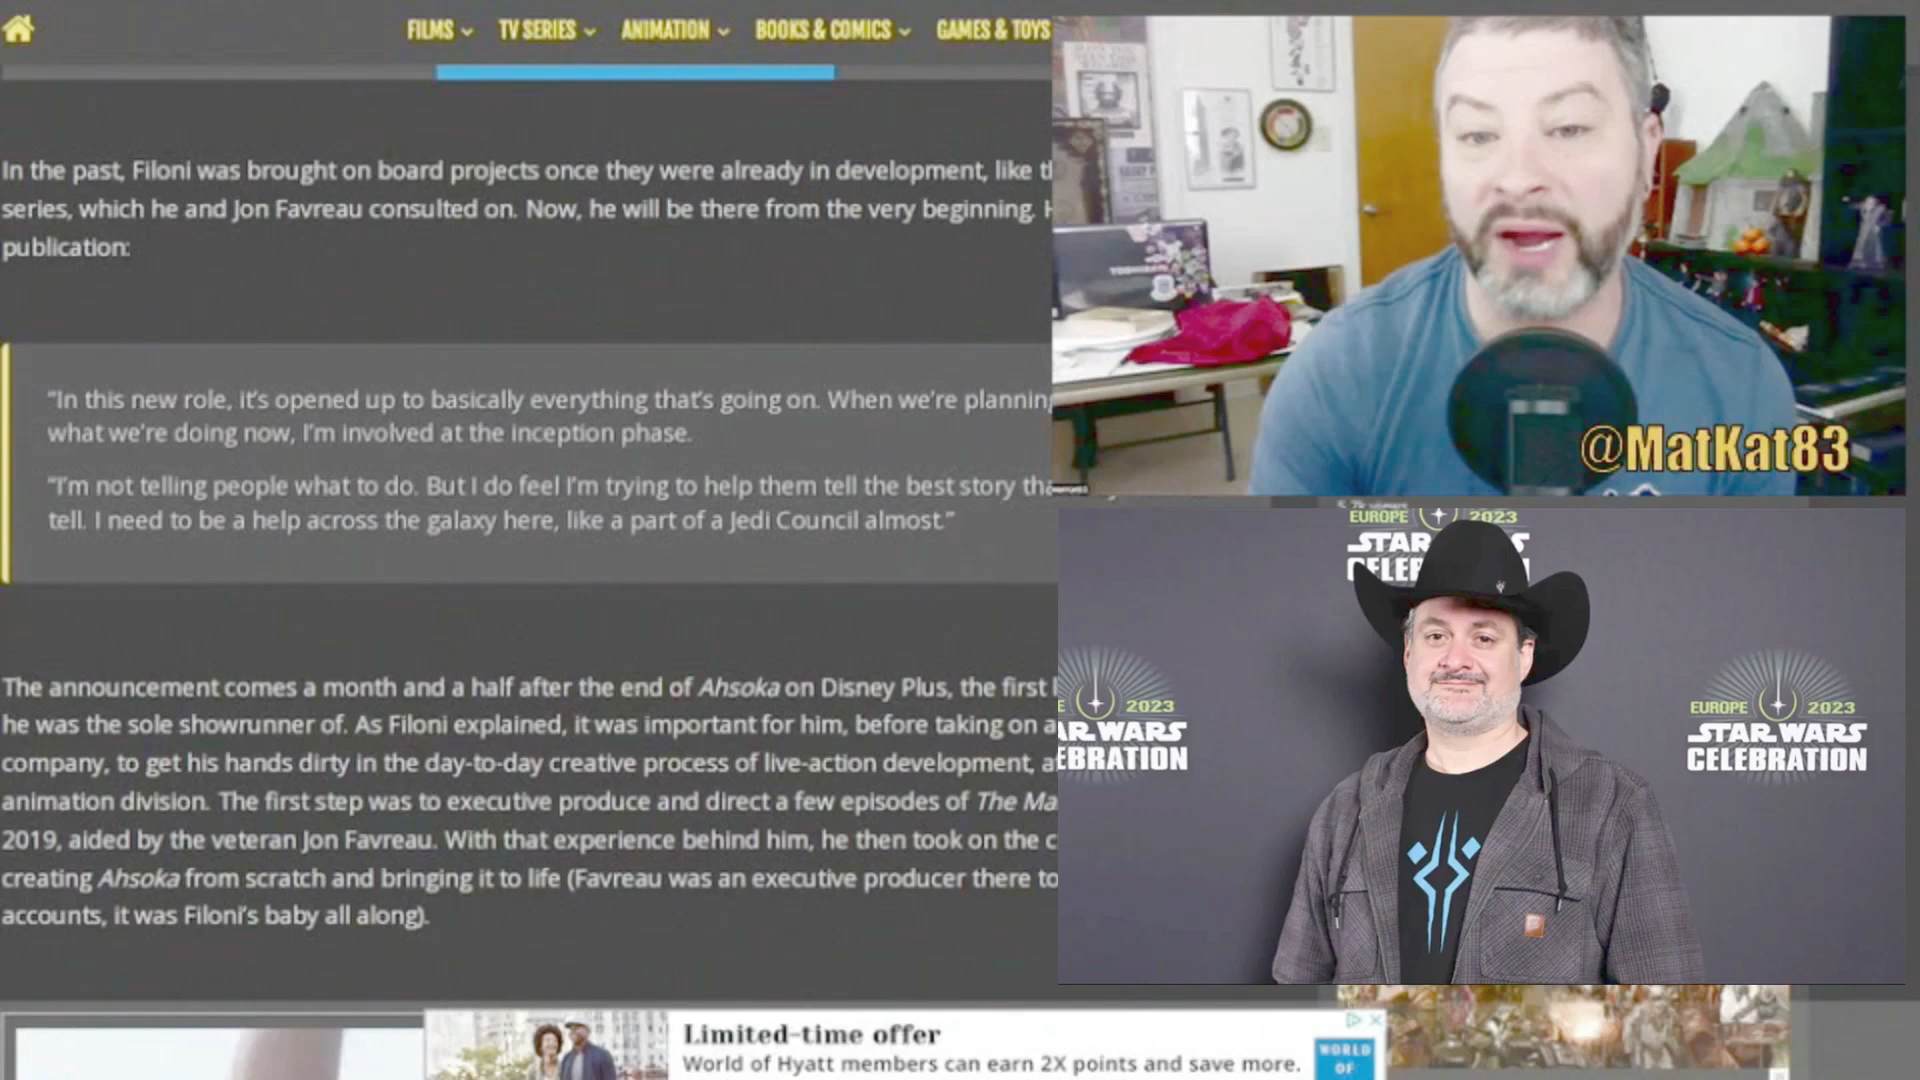 FILMS TV SERIES ANIMATION BOOKS & COMICS GAMES & TOYS
In the past, Filoni was brought on board projects once they were already in development, like
series, which he and Jon Favreau consulted on. Now, he will be there from the very beginning.
publication:
“In this new role, it’s opened up to basically everything that’s going on. When we’re planning
what we’re doing now, I’m involved at the inception phase.
“I’m not telling people what to do. But I do feel I’m trying to help them tell the best story
tell. I need to be a help across the galaxy here, like a part of a Jedi Council almost.”
The announcement comes a month and a half after the end of Ahsoka on Disney Plus, the first
he was the sole showrunner of. As Filoni explained, it was important for him, before taking on
company, to get his hands dirty in the day-to-day creative process of live-action development,
animation division. The first step was to executive produce and direct a few episodes of The
2019, aided by the veteran Jon Favreau. With that experience behind him, he then took on the
creating Ahsoka from scratch and bringing it to life (Favreau was an executive producer there
accounts, it was Filoni’s baby all along).
@MatKat83
EUROPE 2023
STAR WARS
CELEBRATION
2023
AR WARS
EBRATION
EUROPE 2023
STAR WARS
CELEBRATION
Limited-time offer
World of Hyatt members can earn 2X points and save more.
WORLD
OF